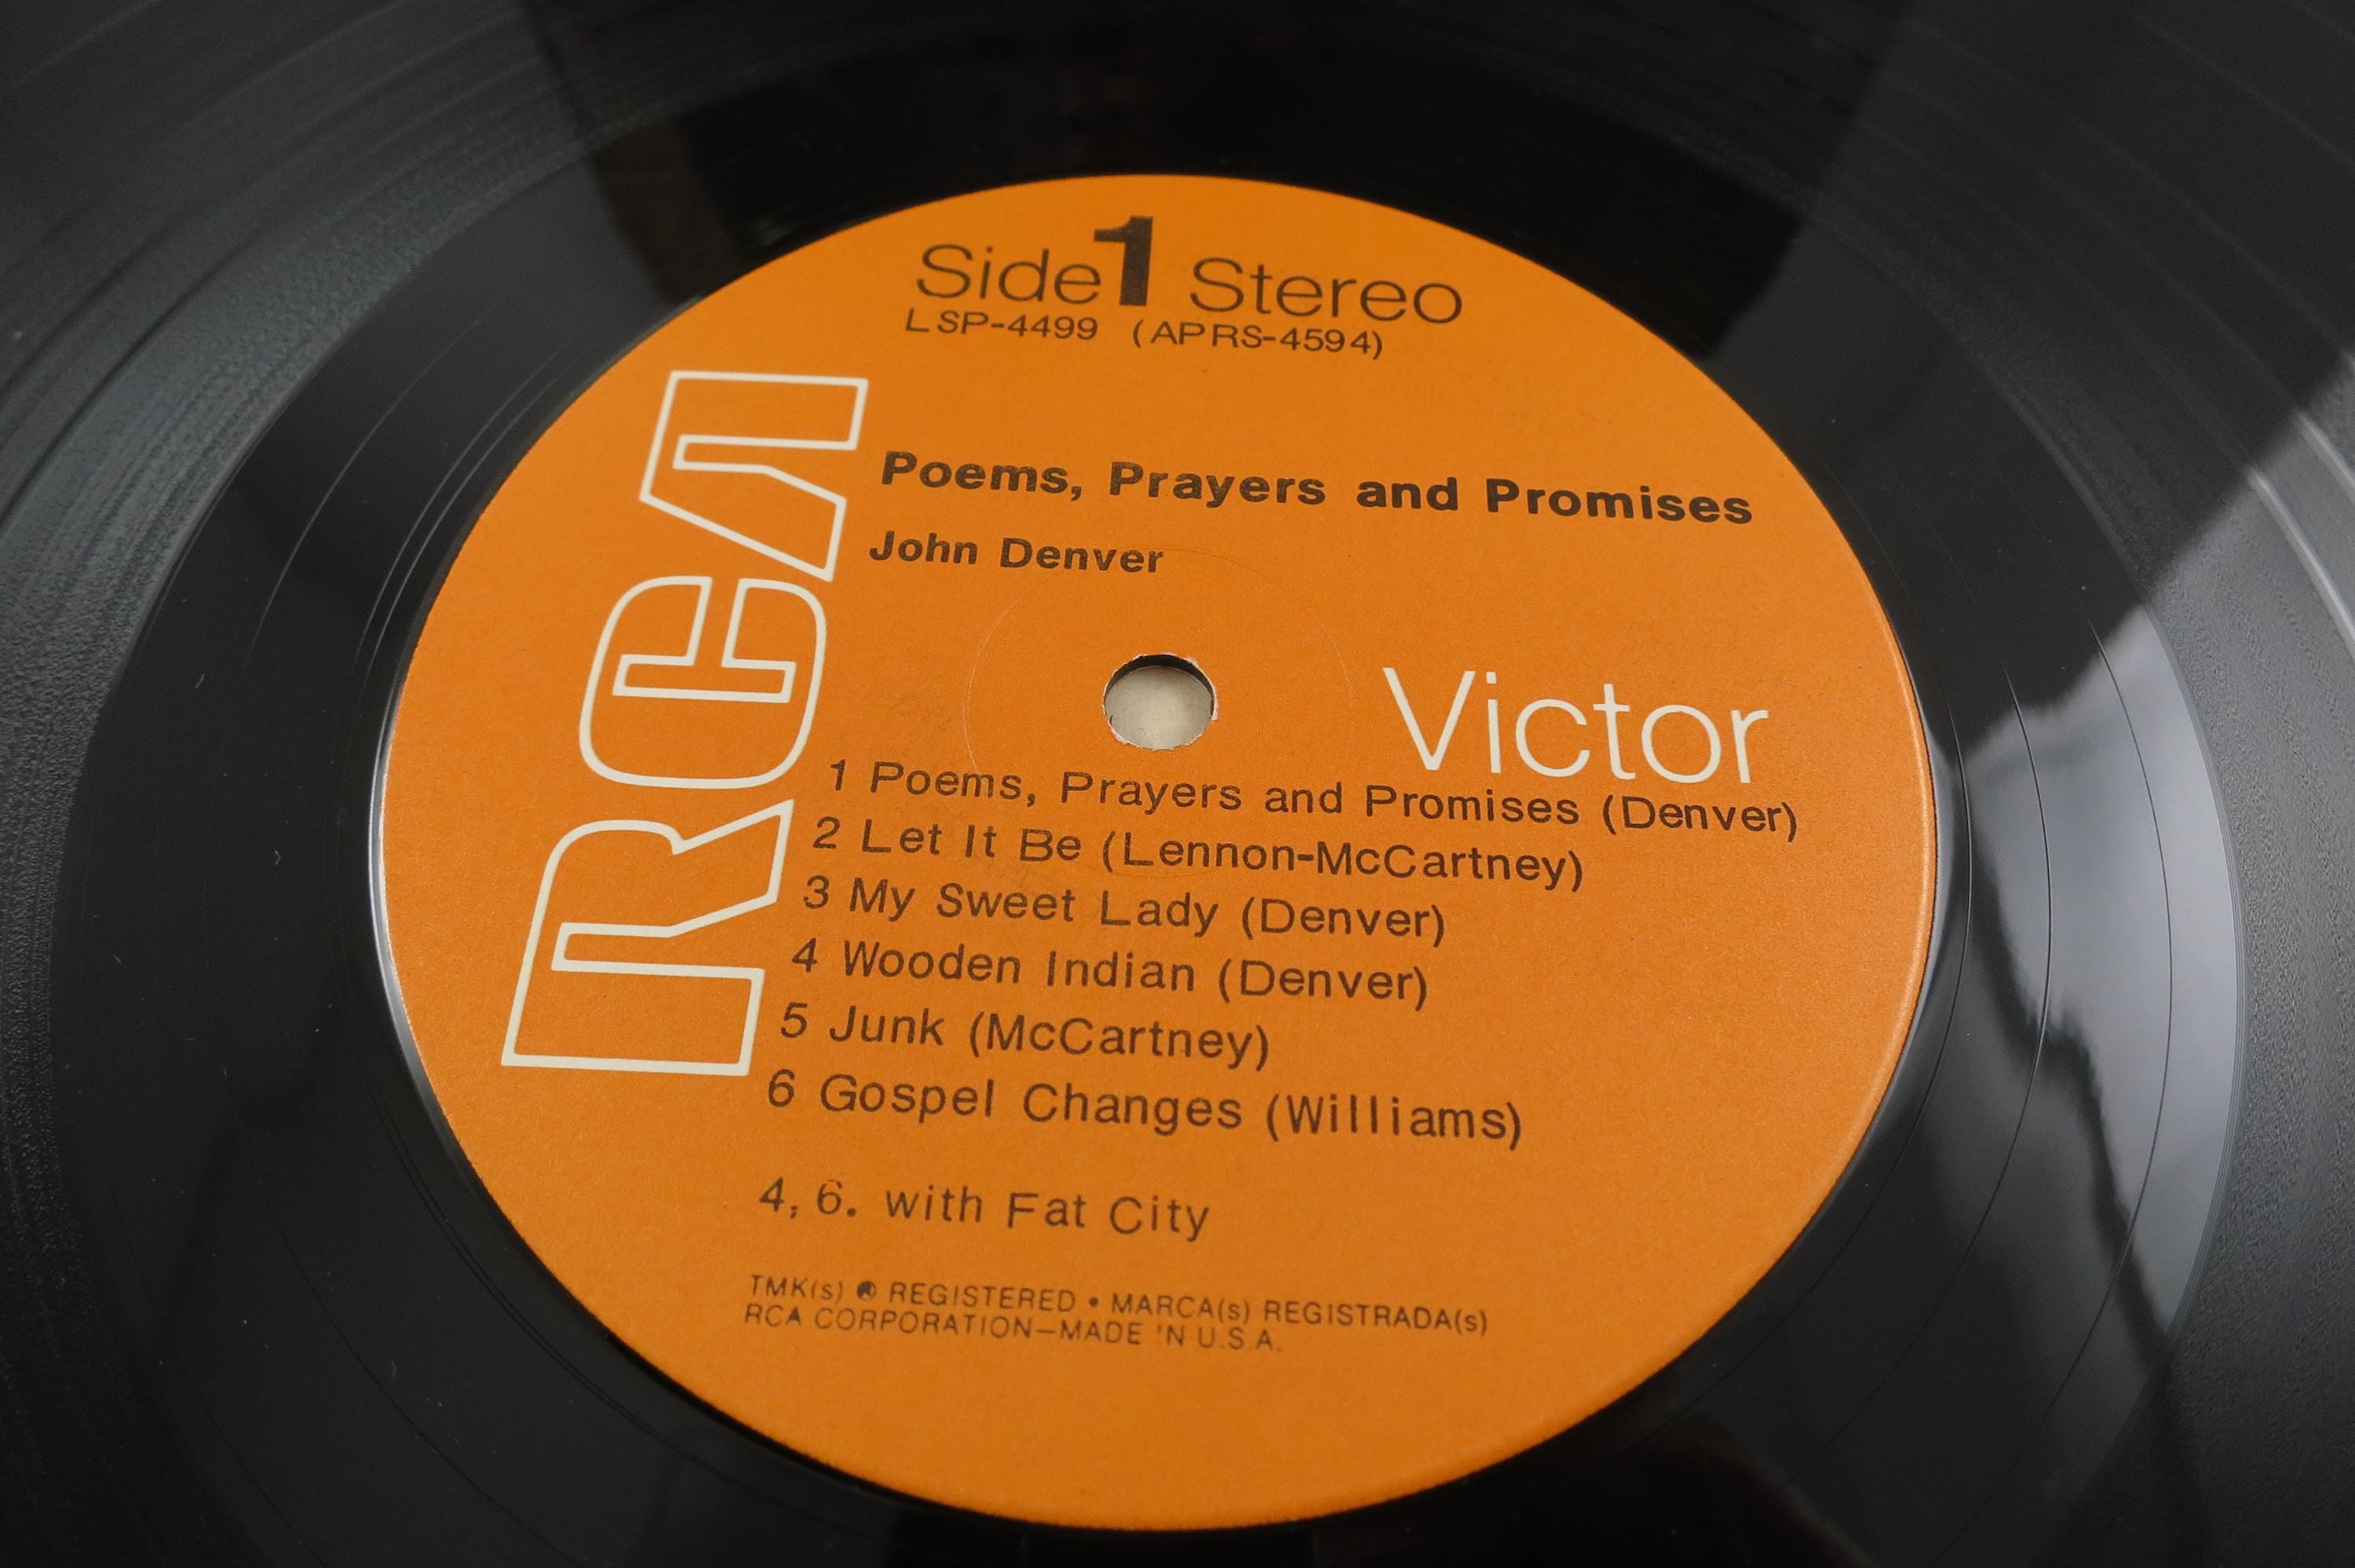 Side 1 Stereo
LSP-4499 (APRS-4594)
RCA
Poems, Prayers and Promises
John Denver
Victor
1 Poems, Prayers and Promises (Denver)
2 Let It Be (Lennon-McCartney)
3 My Sweet Lady (Denver)
4 Wooden Indian (Denver)
5 Junk (McCartney)
6 Gospel Changes (Williams)
4, 6. with Fat City
TMK(s) ® REGISTERED • MARCA(s) REGISTRADA(s)
RCA CORPORATION—MADE 'N U.S.A.